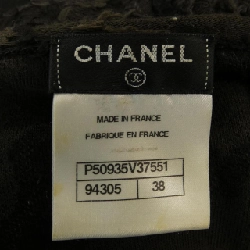 CHANEL
MADE IN FRANCE
FABRIQUE EN FRANCE
P50935V37551
94305 38